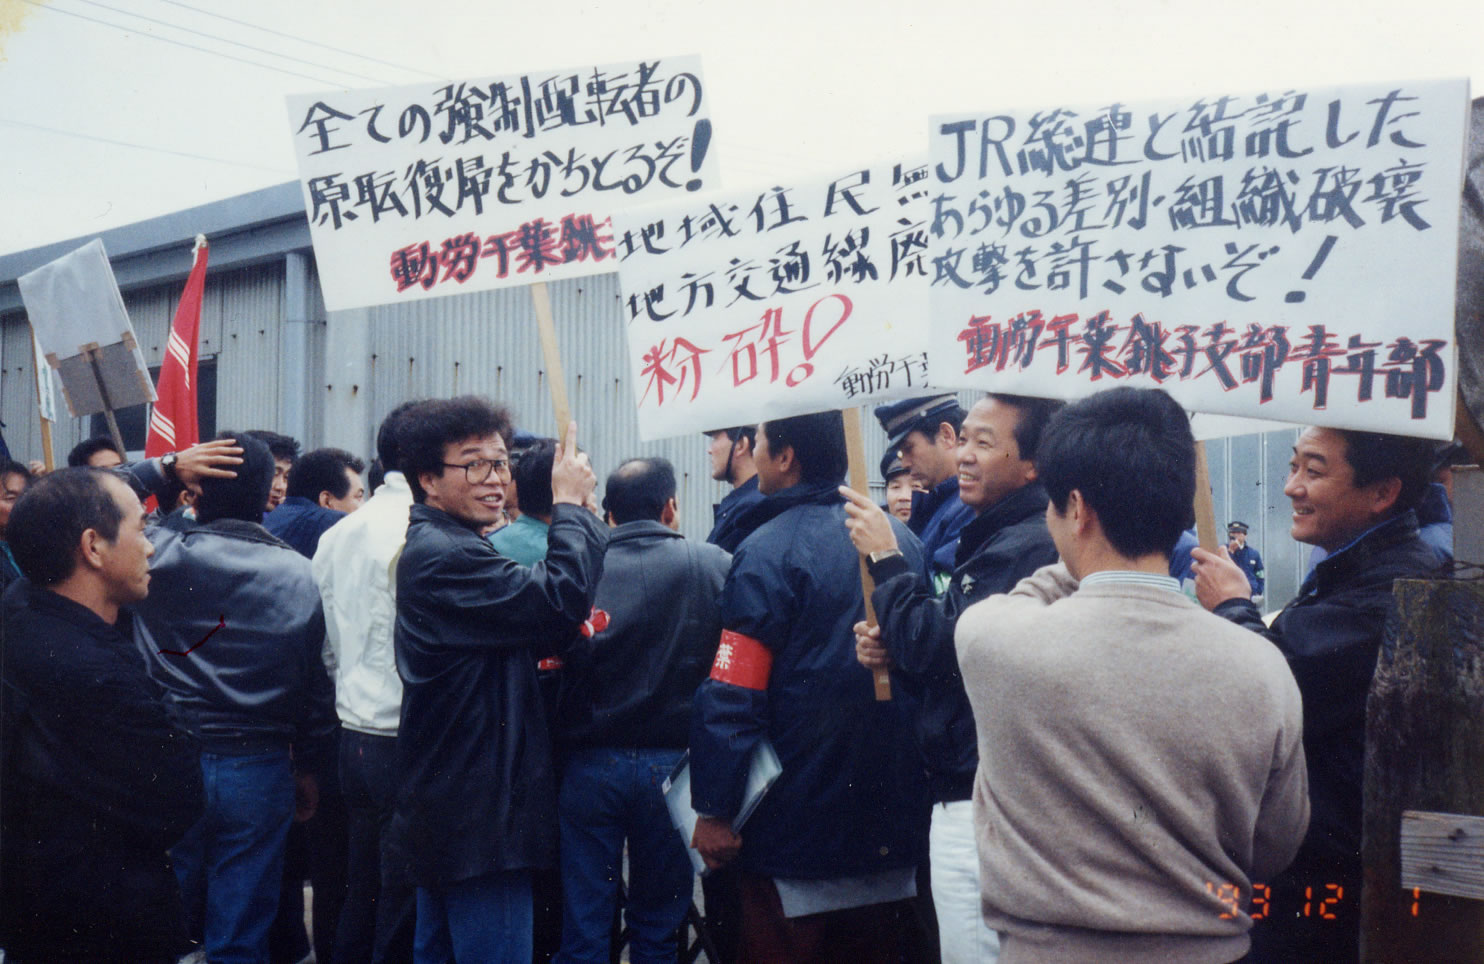 全ての強制配転者の
原転復帰をかちとるぞ!
動労千葉銚
地域住民無
地方交通線廃
粉砕!
動労千葉
JR総連と結託した
あらゆる差別・組織破壊
攻撃を許さないぞ!
動労千葉銚子支部青年部
葉
'93 12 1